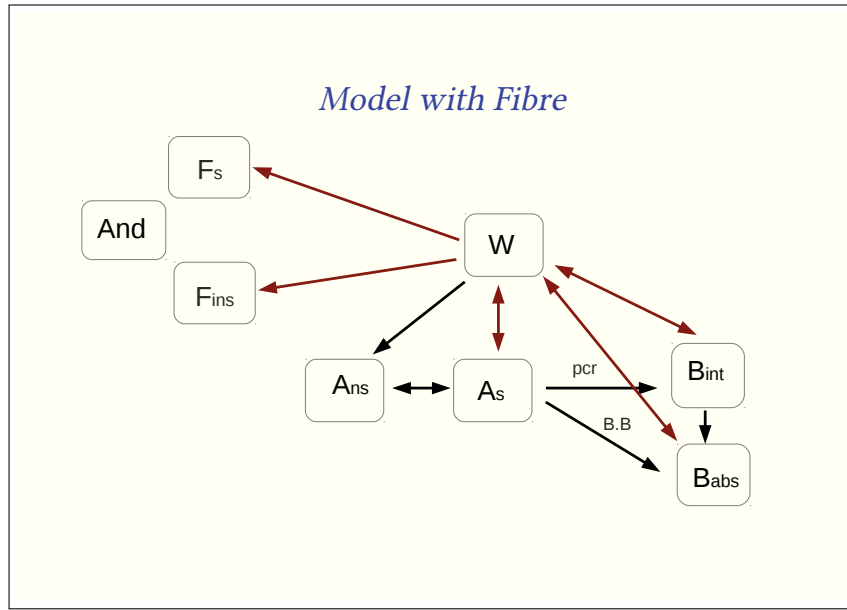 Model with Fibre
Fs
And
W
Fins
Ans
As
pcr
Bint
B.B
Babs